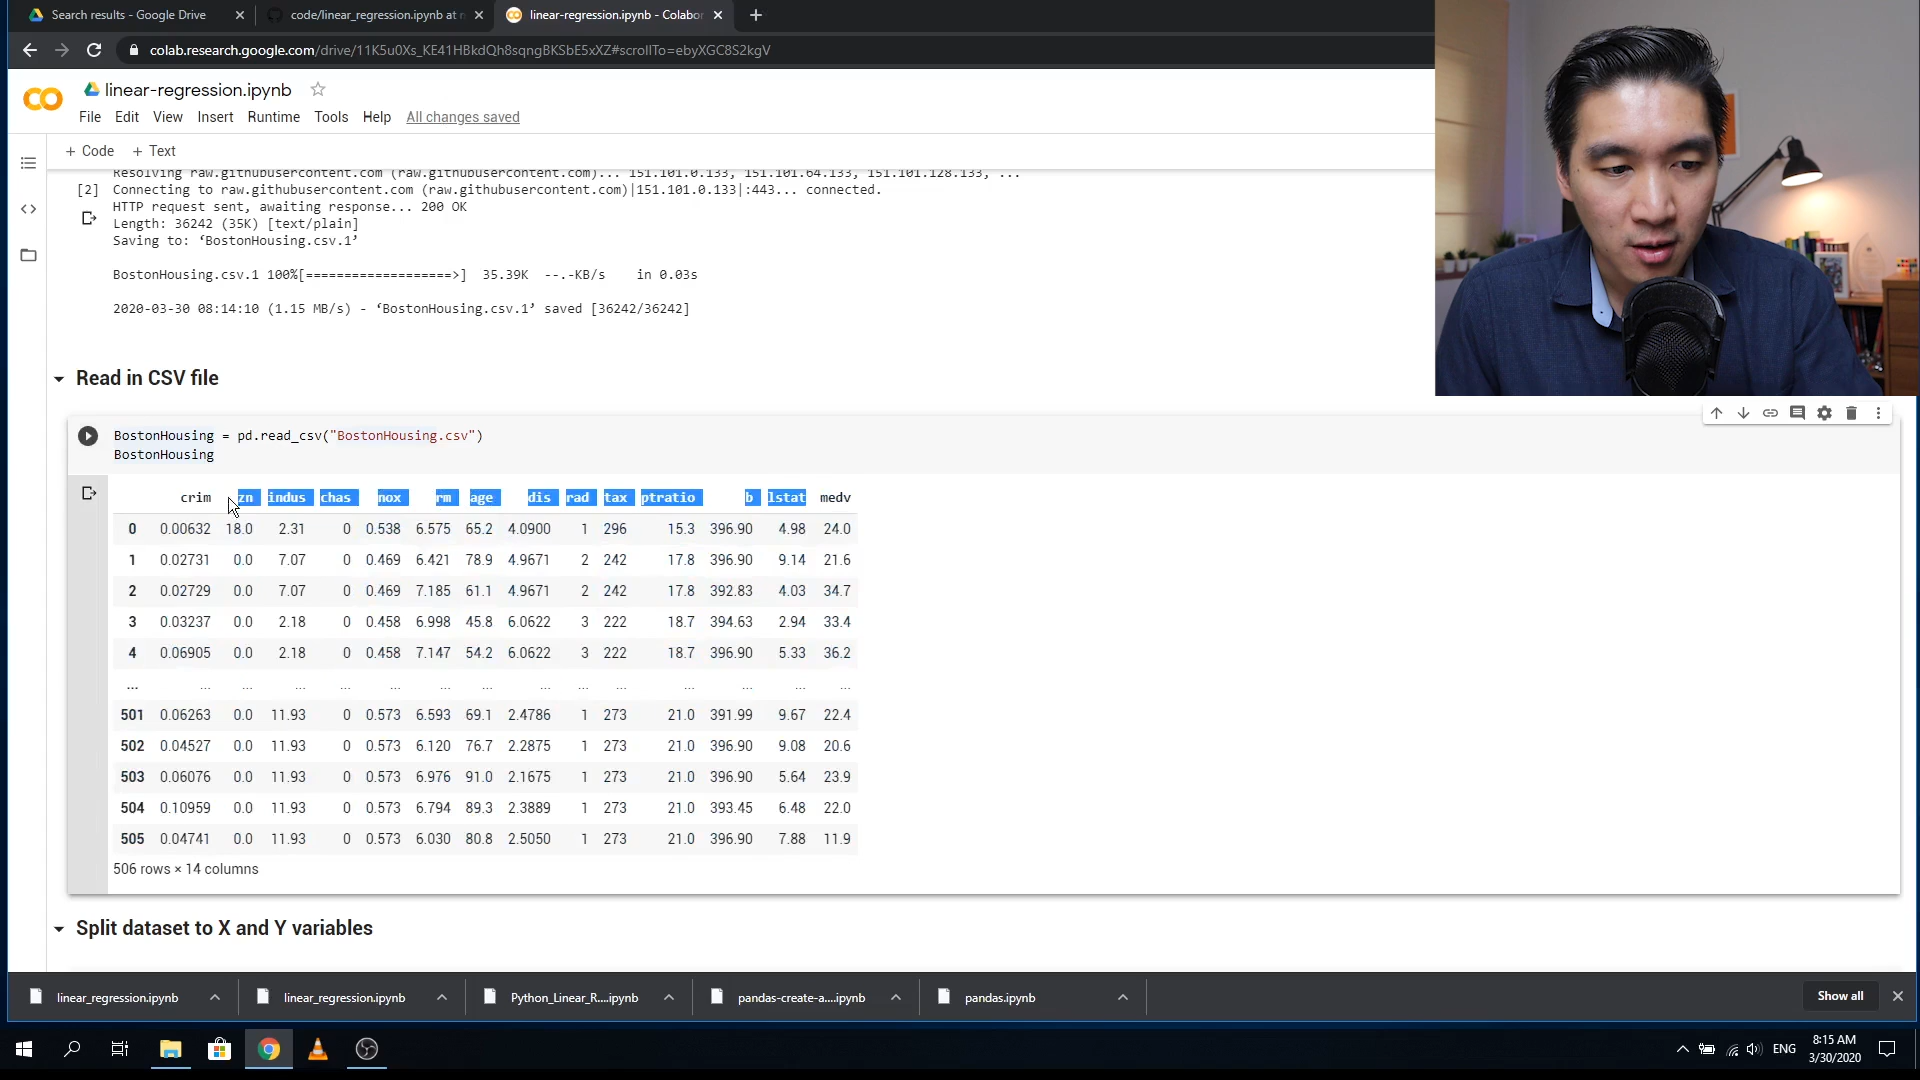 Search results - Google Drive
code/linear_regression.ipynb at
linear-regression.ipynb - Colabor
colab.research.google.com/drive/11K5u0Xs_KE41HBkdQh8sqngBKSbE5xXZ#scrollTo=ebyXGC8S2kgV
linear-regression.ipynb
File Edit View Insert Runtime Tools Help All changes saved
+ Code + Text
Resolving raw.githubusercontent.com (raw.githubusercontent.com)... 151.101.0.133, 151.101.64.133, 151.101.128.133, ...
[2] Connecting to raw.githubusercontent.com (raw.githubusercontent.com)|151.101.0.133|:443... connected.
HTTP request sent, awaiting response... 200 OK
Length: 36242 (35K) [text/plain]
Saving to: ‘BostonHousing.csv.1’
BostonHousing.csv.1 100%[===================>] 35.39K --.-KB/s in 0.03s
2020-03-30 08:14:10 (1.15 MB/s) - ‘BostonHousing.csv.1’ saved [36242/36242]
Read in CSV file
BostonHousing = pd.read_csv("BostonHousing.csv")
BostonHousing
crim zn indus chas nox rm age dis rad tax ptratio b lstat medv
0 0.00632 18.0 2.31 0 0.538 6.575 65.2 4.0900 1 296 15.3 396.90 4.98 24.0
1 0.02731 0.0 7.07 0 0.469 6.421 78.9 4.9671 2 242 17.8 396.90 9.14 21.6
2 0.02729 0.0 7.07 0 0.469 7.185 61.1 4.9671 2 242 17.8 392.83 4.03 34.7
3 0.03237 0.0 2.18 0 0.458 6.998 45.8 6.0622 3 222 18.7 394.63 2.94 33.4
4 0.06905 0.0 2.18 0 0.458 7.147 54.2 6.0622 3 222 18.7 396.90 5.33 36.2
... ... ... ... ... ... ... ... ... ... ... ... ... ... ...
501 0.06263 0.0 11.93 0 0.573 6.593 69.1 2.4786 1 273 21.0 391.99 9.67 22.4
502 0.04527 0.0 11.93 0 0.573 6.120 76.7 2.2875 1 273 21.0 396.90 9.08 20.6
503 0.06076 0.0 11.93 0 0.573 6.976 91.0 2.1675 1 273 21.0 396.90 5.64 23.9
504 0.10959 0.0 11.93 0 0.573 6.794 89.3 2.3889 1 273 21.0 393.45 6.48 22.0
505 0.04741 0.0 11.93 0 0.573 6.030 80.8 2.5050 1 273 21.0 396.90 7.88 11.9
506 rows × 14 columns
Split dataset to X and Y variables
linear_regression.ipynb
linear_regression.ipynb
Python_Linear_R....ipynb
pandas-create-a....ipynb
pandas.ipynb
Show all
ENG
8:15 AM
3/30/2020